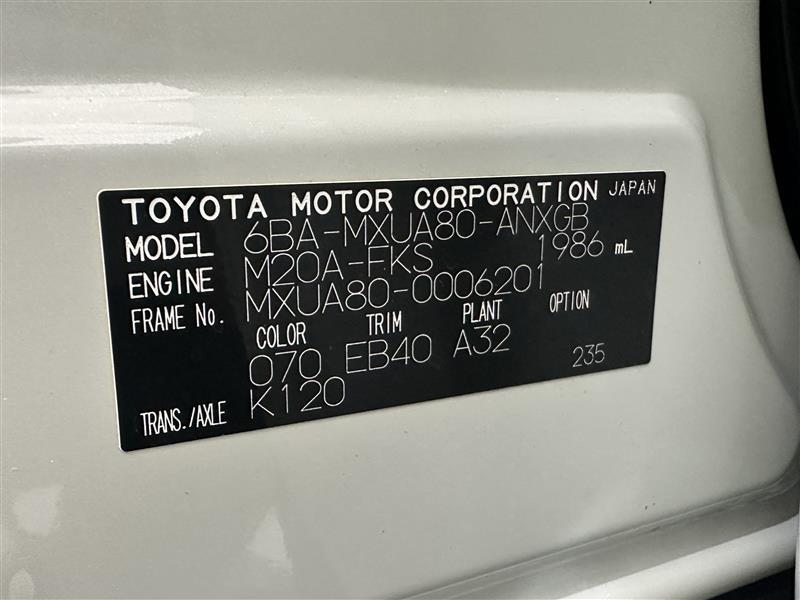 TOYOTA MOTOR CORPORATION JAPAN
MODEL 6BA-MXUA80-ANXGB
ENGINE M20A-FKS 1986 mL
FRAME No. MXUA80-0006201
COLOR TRIM PLANT OPTION
070 EB40 A32 235
TRANS./AXLE K120